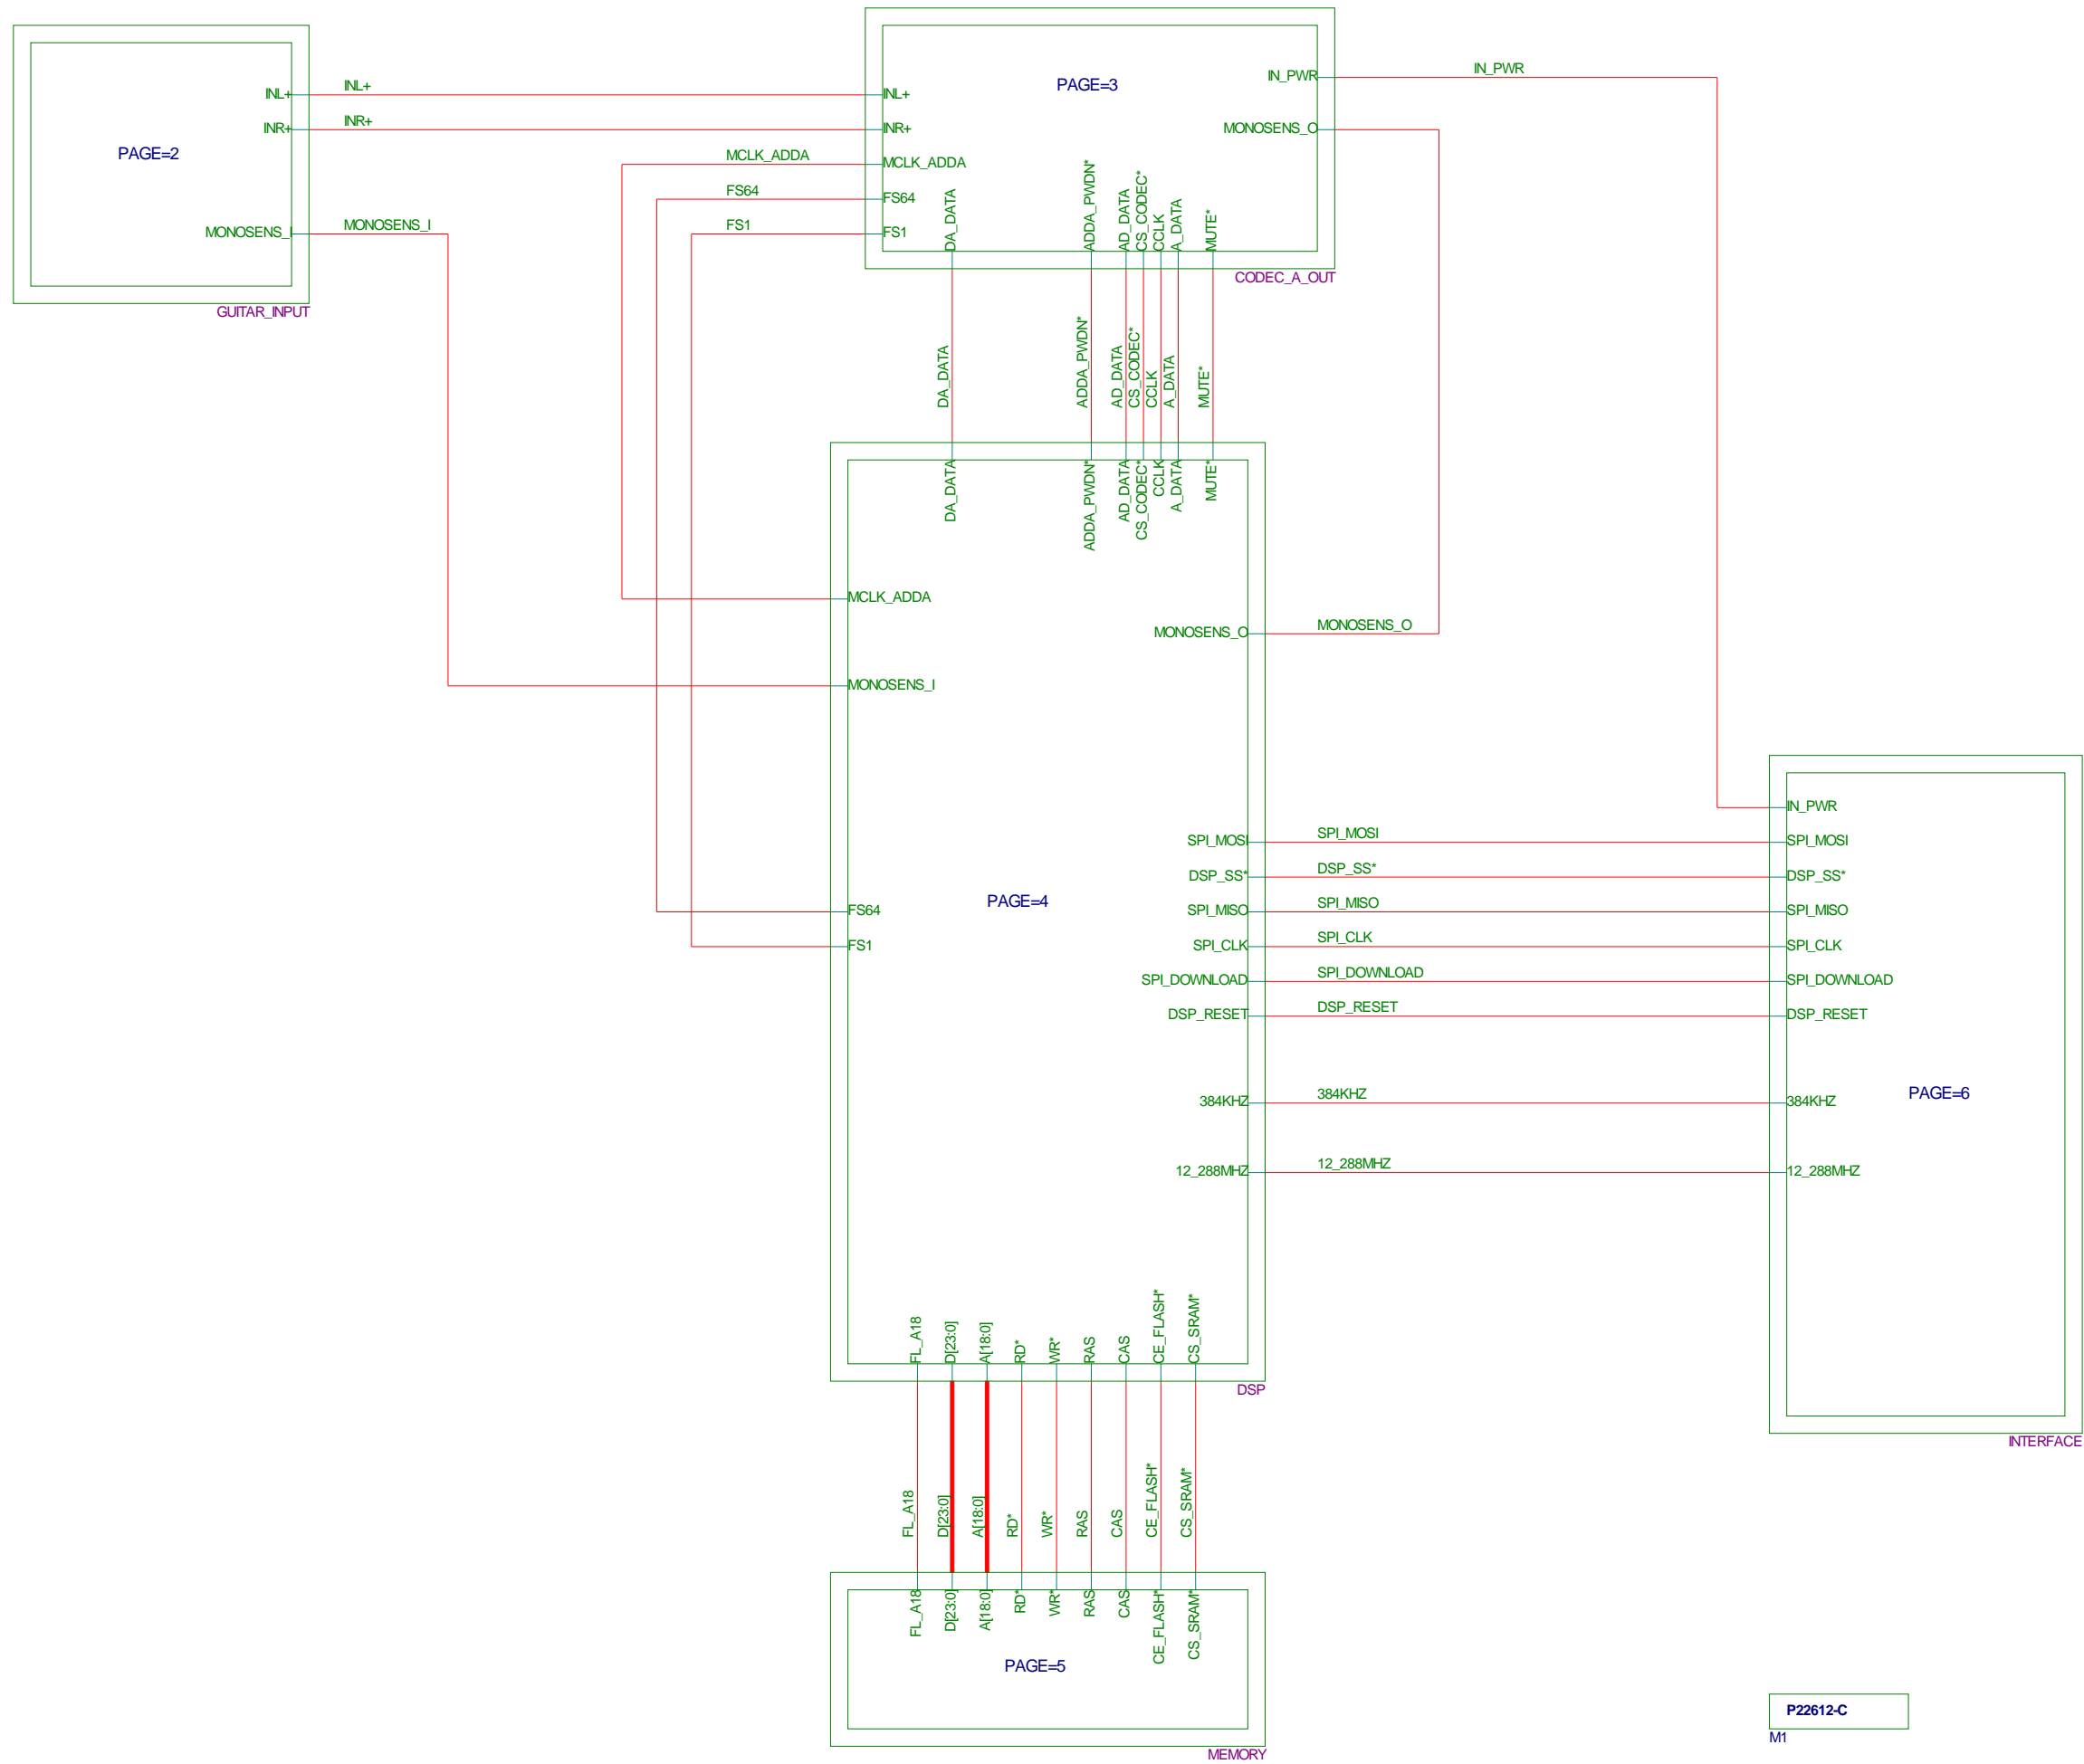 PAGE=2
INL+
INR+
MONOSENS_I
GUITAR_INPUT
INL+
INR+
MONOSENS_I
MCLK_ADDA
FS64
FS1
PAGE=3
INL+
INR+
MCLK_ADDA
FS64
FS1
IN_PWR
MONOSENS_O
DA_DATA
ADDA_PWDN*
AD_DATA
CS_CODEC*
CCLK
A_DATA
MUTE*
CODEC_A_OUT
IN_PWR
DA_DATA
ADDA_PWDN*
AD_DATA
CS_CODEC*
CCLK
A_DATA
MUTE*
DA_DATA
ADDA_PWDN*
AD_DATA
CS_CODEC*
CCLK
A_DATA
MUTE*
MCLK_ADDA
MONOSENS_I
FS64
FS1
PAGE=4
MONOSENS_O
SPI_MOSI
DSP_SS*
SPI_MISO
SPI_CLK
SPI_DOWNLOAD
DSP_RESET
384KHZ
12_288MHZ
FL_A18
D[23:0]
A[18:0]
RD*
WR*
RAS
CAS
CE_FLASH*
CS_SRAM*
DSP
MONOSENS_O
SPI_MOSI
DSP_SS*
SPI_MISO
SPI_CLK
SPI_DOWNLOAD
DSP_RESET
384KHZ
12_288MHZ
IN_PWR
SPI_MOSI
DSP_SS*
SPI_MISO
SPI_CLK
SPI_DOWNLOAD
DSP_RESET
384KHZ
12_288MHZ
PAGE=6
INTERFACE
FL_A18
D[23:0]
A[18:0]
RD*
WR*
RAS
CAS
CE_FLASH*
CS_SRAM*
FL_A18
D[23:0]
A[18:0]
RD*
WR*
RAS
CAS
CE_FLASH*
CS_SRAM*
PAGE=5
MEMORY
P22612-C
M1